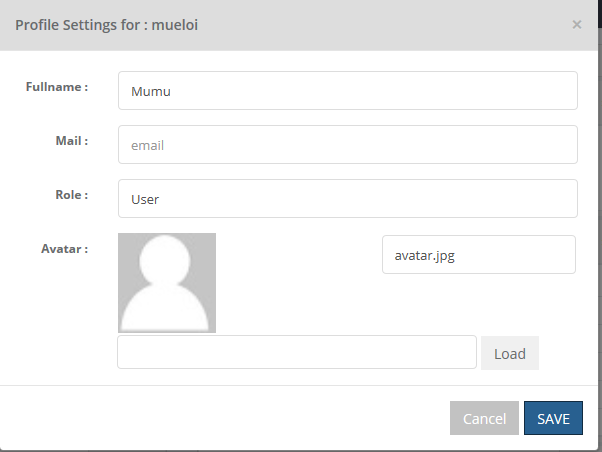 Profile Settings for : mueloi ×
Fullname : Mumu
Mail : email
Role : User
Avatar : avatar.jpg
Load
Cancel SAVE